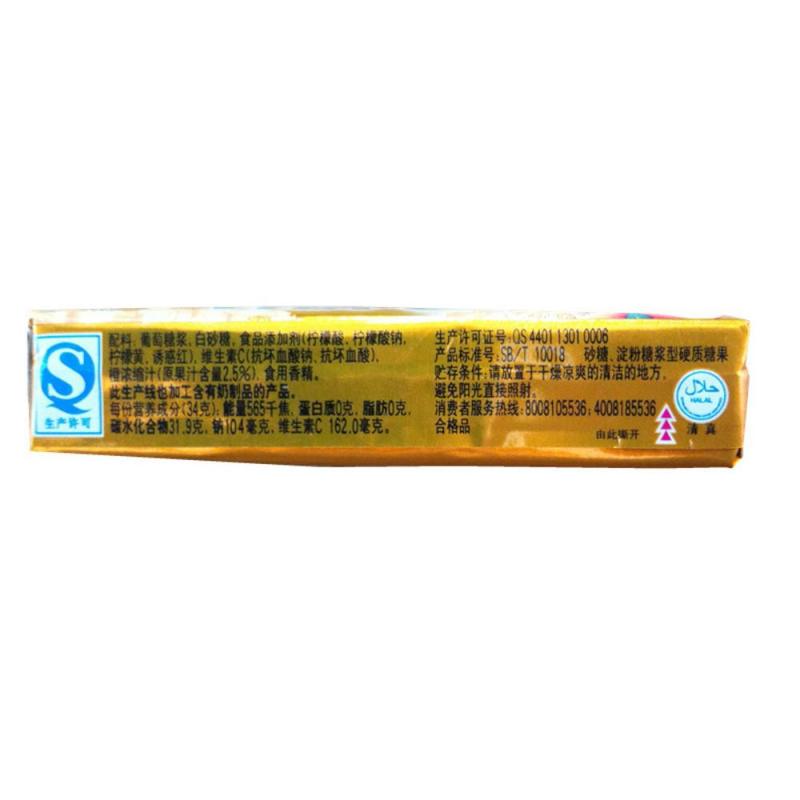 生产许可
配料: 葡萄糖浆, 白砂糖, 食品添加剂(柠檬酸, 柠檬酸钠,
柠檬黄, 诱惑红), 维生素C(抗坏血酸钠, 抗坏血酸),
橙浓缩汁(原果汁含量2.5%), 食用香精。
此生产线也加工含有奶制品的产品。
每份营养成分(34克): 能量565千焦, 蛋白质0克, 脂肪0克,
碳水化合物31.9克, 钠104毫克, 维生素C 162.0毫克。
生产许可证号: QS 4401 1301 0006
产品标准号: SB/T 10018 砂糖、淀粉糖浆型硬质糖果
贮存条件: 请放置于干燥凉爽的清洁的地方,
避免阳光直接照射。
消费者服务热线: 8008105536; 4008185536
合格品
由此撕开
حلال
HALAL
清真